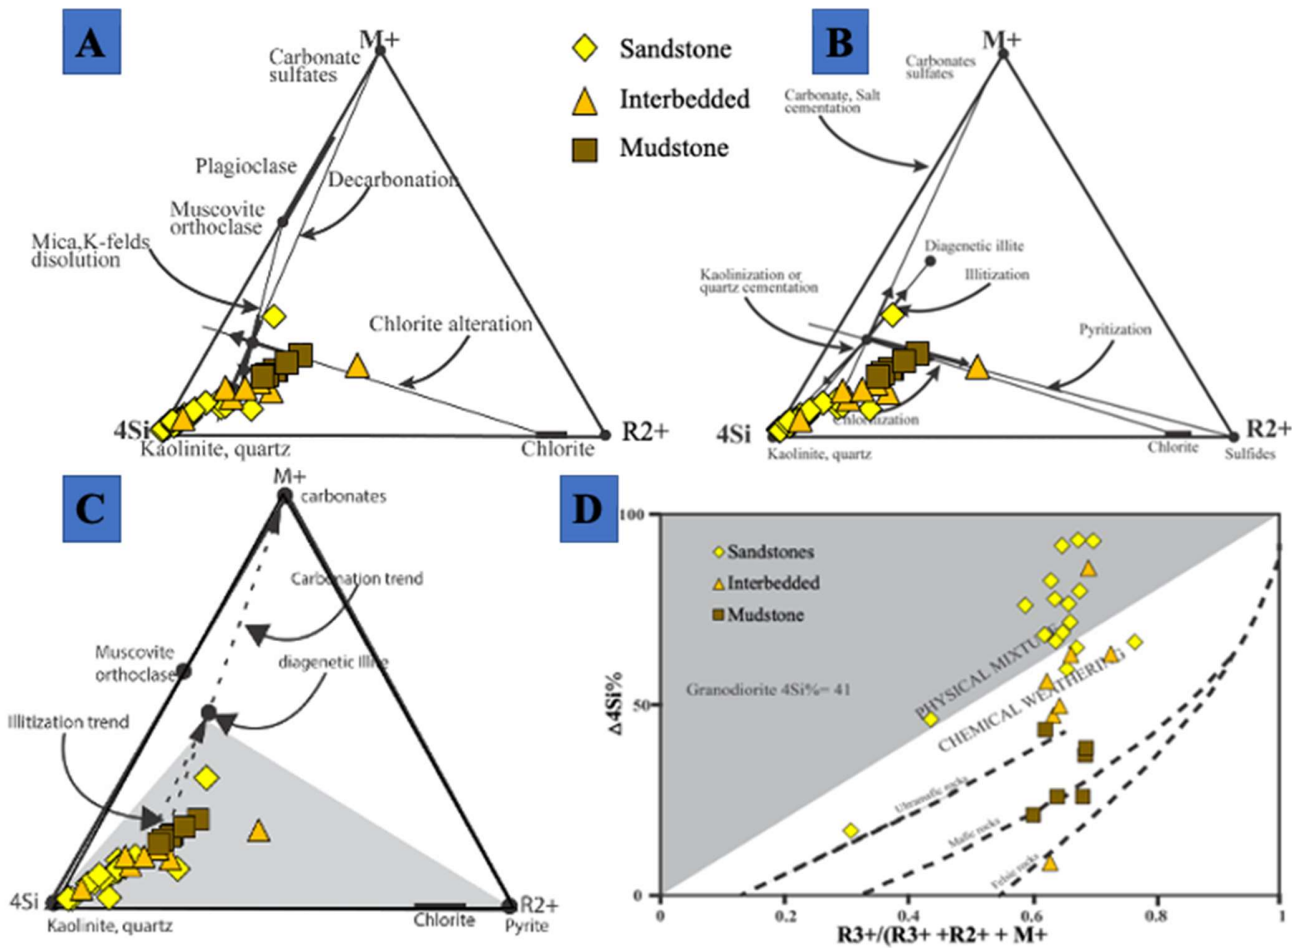 A
M+
Carbonate
sulfates
Plagioclase
Decarbonation
Muscovite
orthoclase
Mica,K-felds
disolution
Chlorite alteration
4Si
R2+
Kaolinite, quartz
Chlorite
Sandstone
Interbedded
Mudstone
B
M+
Carbonates
sulfates
Carbonate, Salt
cementation
Diagenetic illite
Kaolinization or
quartz cementation
Illitization
Pyritization
4Si
R2+
Kaolinite, quartz
Chlorite
Sulfides
C
M+
carbonates
Carbonation trend
Muscovite
orthoclase
diagenetic Illite
Illitization trend
4Si
R2+
Kaolinite, quartz
Chlorite
Pyrite
D
100
Sandstones
Interbedded
Mudstone
PHYSICAL MIXTURE
CHEMICAL WEATHERING
Granodiorite 4Si%= 41
Δ4Si%
50
Ultramafic rocks
Mafic rocks
Felsic rocks
0
0
0.2
0.4
0.6
0.8
1
R3+/(R3+ +R2+ + M+